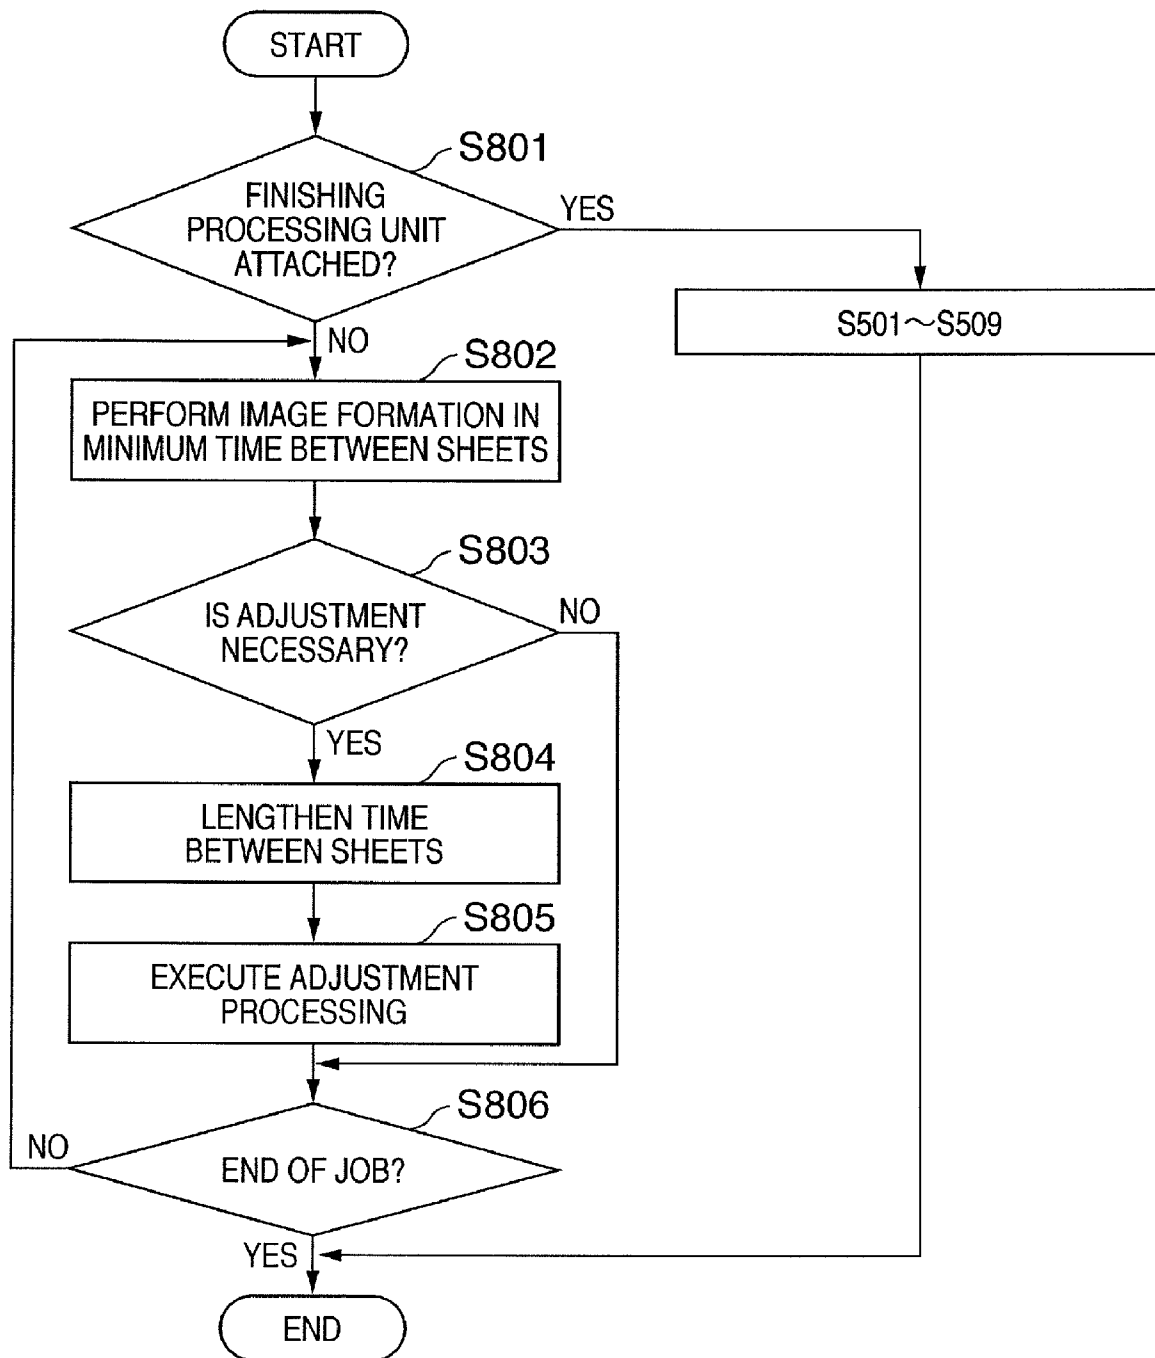 START
S801
FINISHING
PROCESSING UNIT
ATTACHED?
YES
S501~S509
NO
S802
PERFORM IMAGE FORMATION IN
MINIMUM TIME BETWEEN SHEETS
S803
IS ADJUSTMENT
NECESSARY?
NO
YES
S804
LENGTHEN TIME
BETWEEN SHEETS
S805
EXECUTE ADJUSTMENT
PROCESSING
S806
NO
END OF JOB?
YES
END